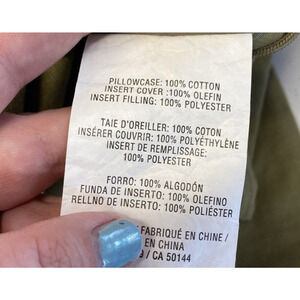 PILLOWCASE: 100% COTTON
INSERT COVER :100% OLEFIN
INSERT FILLING: 100% POLYESTER
TAIE D'OREILLER: 100% COTON
INSÉRER COUVRIR: 100% POLYÉTHYLÈNE
INSERT DE REMPLISSAGE:
100% POLYESTER
FORRO: 100% ALGODÓN
FUNDA DE INSERTO: 100% OLEFINO
RELLNO DE INSERTO: 100% POLIÉSTER
FABRIQUÉ EN CHINE /
EN CHINA
/ CA 50144